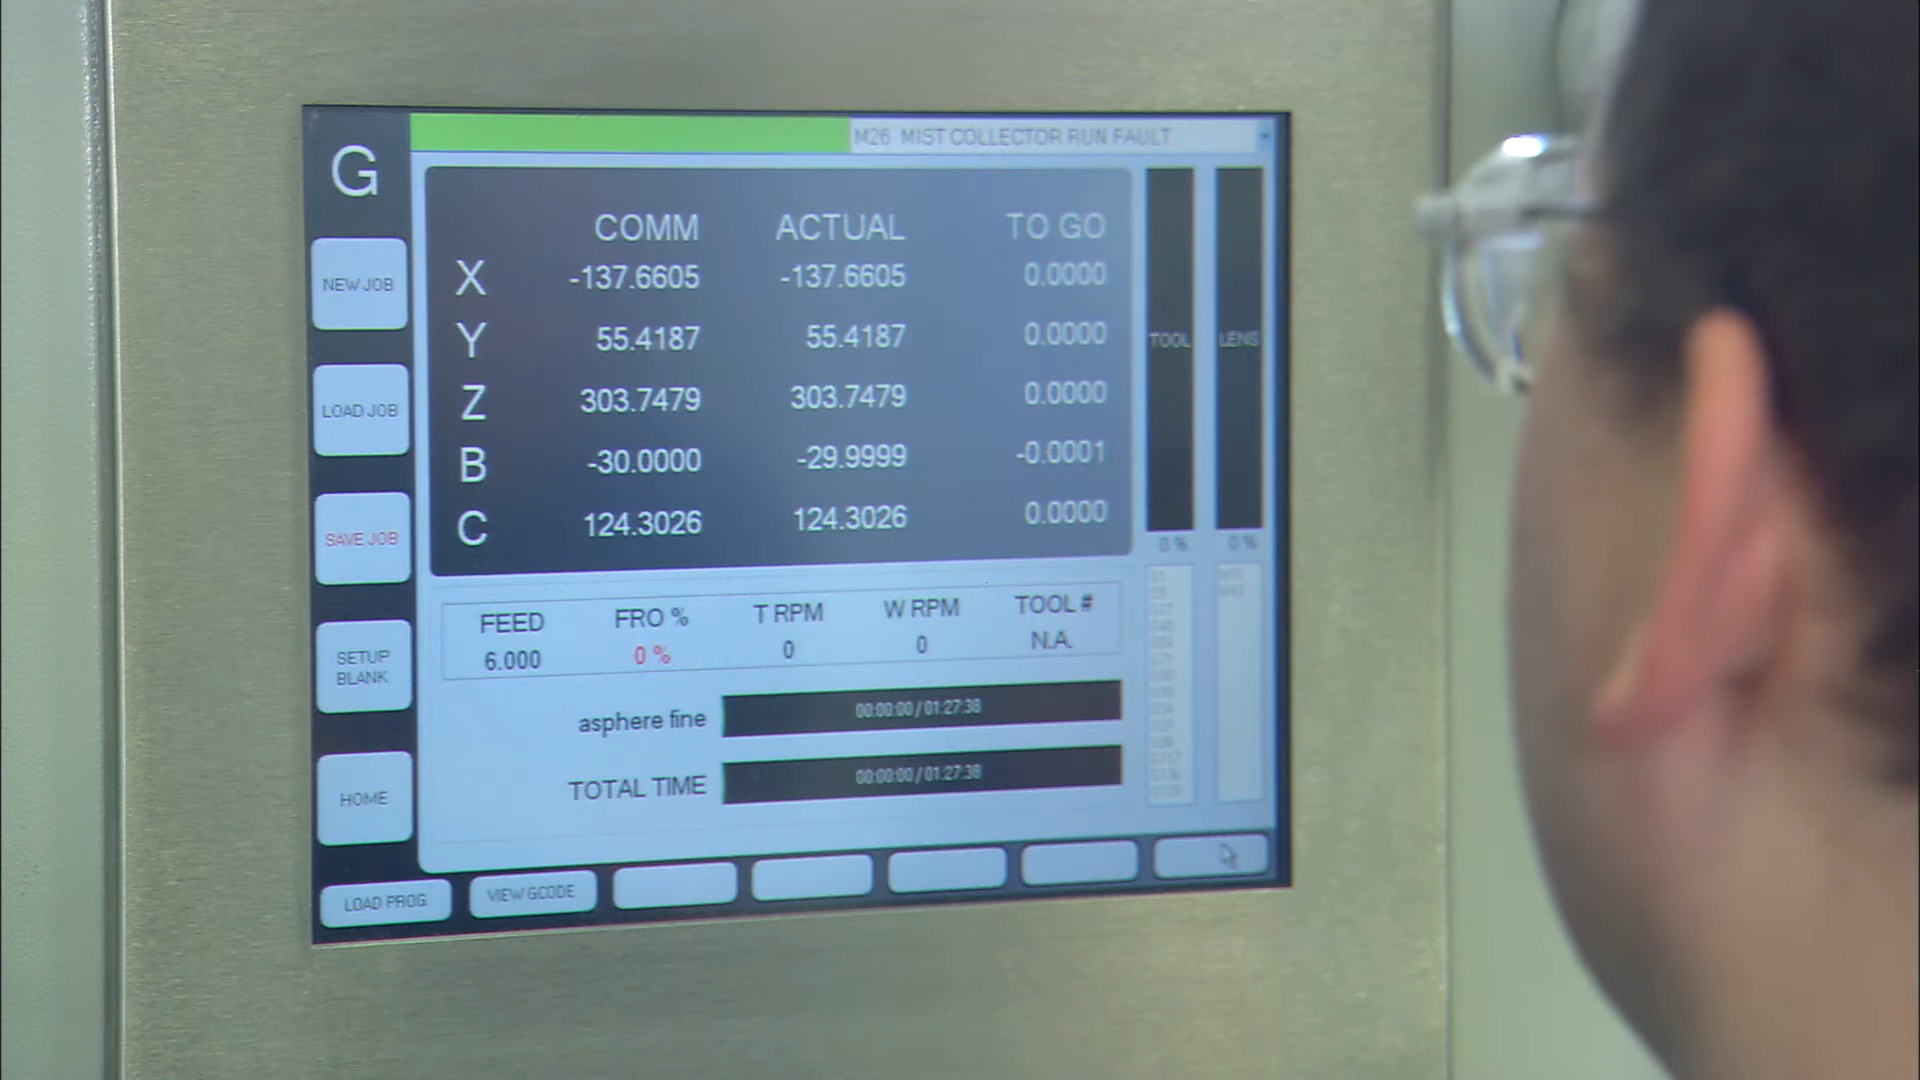 G
M26 MIST COLLECTOR RUN FAULT
COMM ACTUAL TO GO
X -137.6605 -137.6605 0.0000
Y 55.4187 55.4187 0.0000
Z 303.7479 303.7479 0.0000
B -30.0000 -29.9999 -0.0001
C 124.3026 124.3026 0.0000
TOOL LENS
0 % 0 %
NEW JOB
LOAD JOB
SAVE JOB
SETUP
BLANK
HOME
FEED FRO % T RPM W RPM TOOL #
6.000 0 % 0 0 N.A.
asphere fine 00:00:00 / 01:27:38
TOTAL TIME 00:00:00 / 01:27:38
LOAD PROG VIEW GCODE